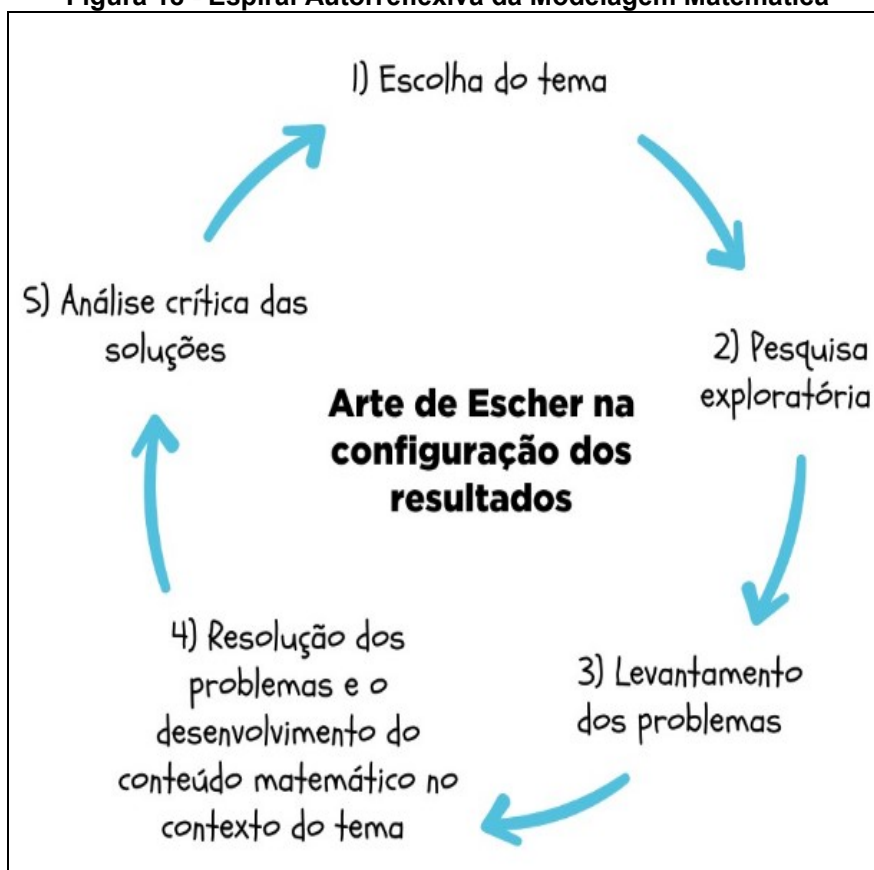 Figura 18 - Espiral Autorreflexiva da Modelagem Matemática
1) Escolha do tema
2) Pesquisa
exploratória
3) Levantamento
dos problemas
4) Resolução dos
problemas e o
desenvolvimento do
conteúdo matemático no
contexto do tema
5) Análise crítica das
soluções
Arte de Escher na
configuração dos
resultados